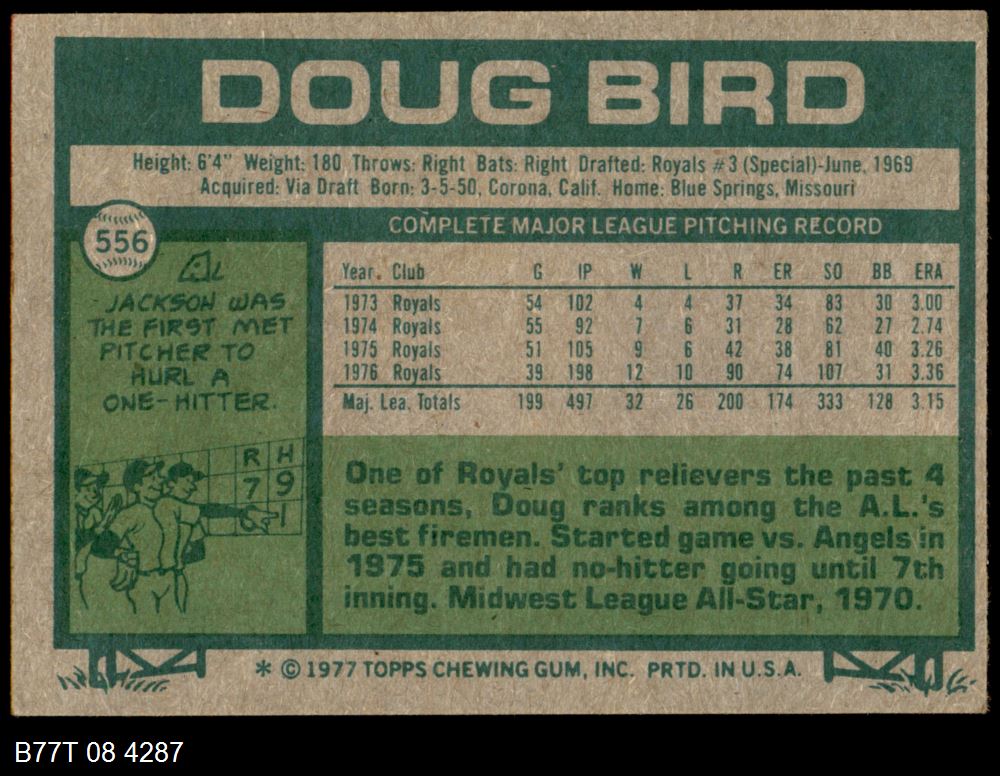 DOUG BIRD
Height: 6'4" Weight: 180 Throws: Right Bats: Right Drafted: Royals #3 (Special)-June, 1969
Acquired: Via Draft Born: 3-5-50, Corona, Calif. Home: Blue Springs, Missouri
556
COMPLETE MAJOR LEAGUE PITCHING RECORD
Year Club G IP W L R ER SO BB ERA
1973 Royals 54 102 4 4 37 34 83 30 3.00
1974 Royals 55 92 7 6 31 28 62 27 2.74
1975 Royals 51 105 9 6 42 38 81 40 3.26
1976 Royals 39 198 12 10 90 74 107 31 3.36
Maj. Lea. Totals 199 497 32 26 200 174 333 128 3.15
AL
JACKSON WAS
THE FIRST MET
PITCHER TO
HURL A
ONE-HITTER.
R H
7 9
1
One of Royals' top relievers the past 4
seasons, Doug ranks among the A.L.'s
best firemen. Started game vs. Angels in
1975 and had no-hitter going until 7th
inning. Midwest League All-Star, 1970.
* © 1977 TOPPS CHEWING GUM, INC. PRTD. IN U.S.A.
B77T 08 4287